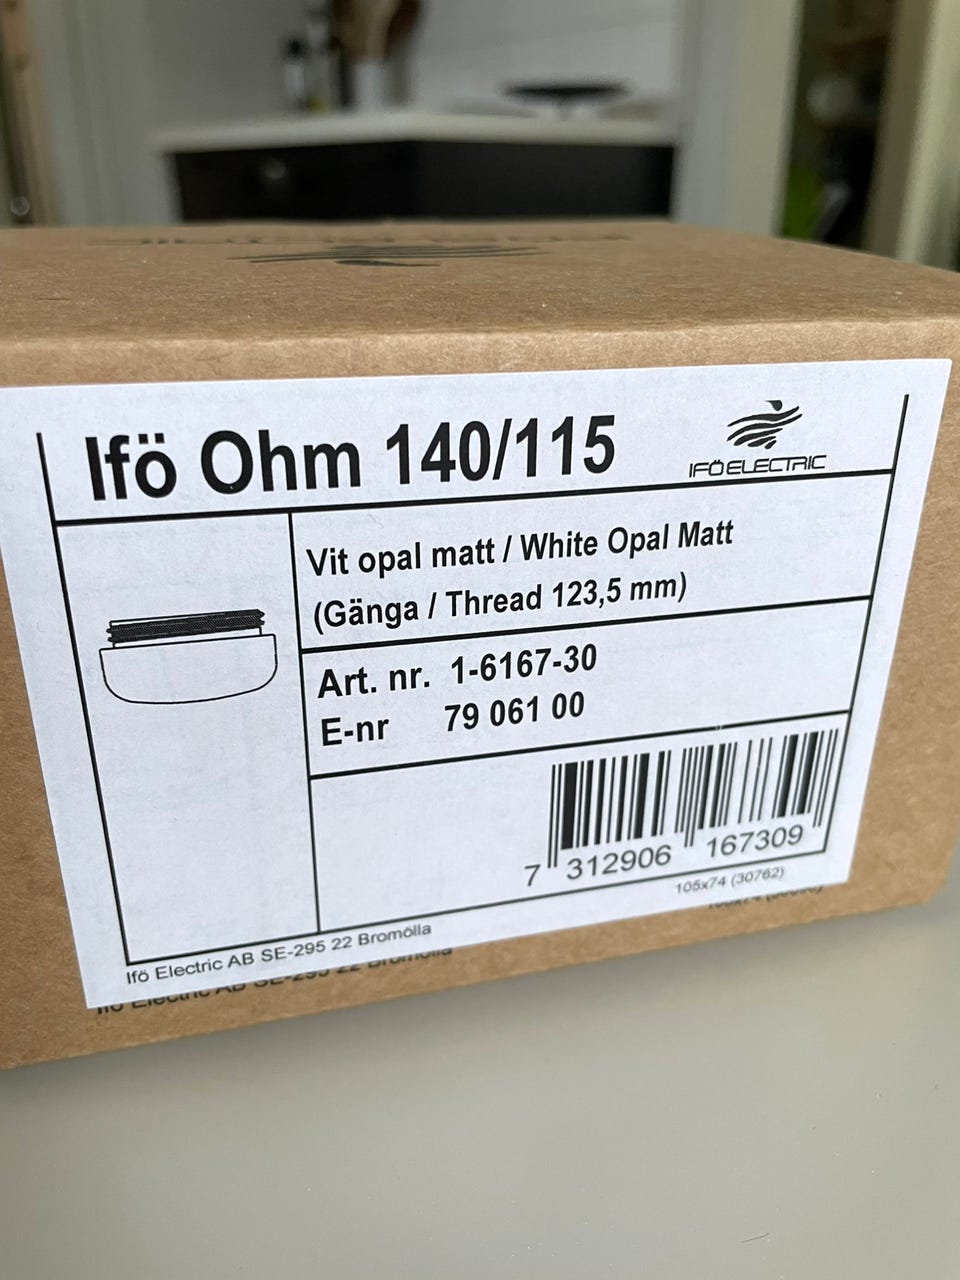 Ifö Ohm 140/115
IFÖ ELECTRIC
Vit opal matt / White Opal Matt
(Gänga / Thread 123,5 mm)
Art. nr. 1-6167-30
E-nr 79 061 00
7 312906 167309
105x74 (30762)
Ifö Electric AB SE-295 22 Bromölla